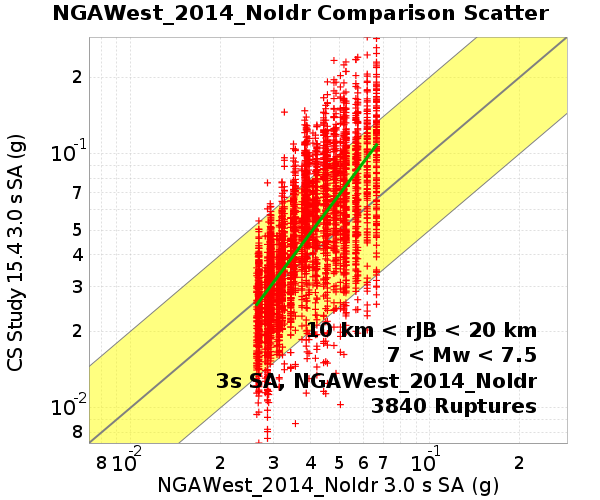 NGAWest_2014_NoIdr Comparison Scatter
CS Study 15.4 3.0 s SA (g)
2
10-1
7
5
4
3
2
10-2
8
10 km < rJB < 20 km
7 < Mw < 7.5
3s SA, NGAWest_2014_NoIdr
3840 Ruptures
8 10-2 2 3 4 5 6 7 10-1 2
NGAWest_2014_NoIdr 3.0 s SA (g)